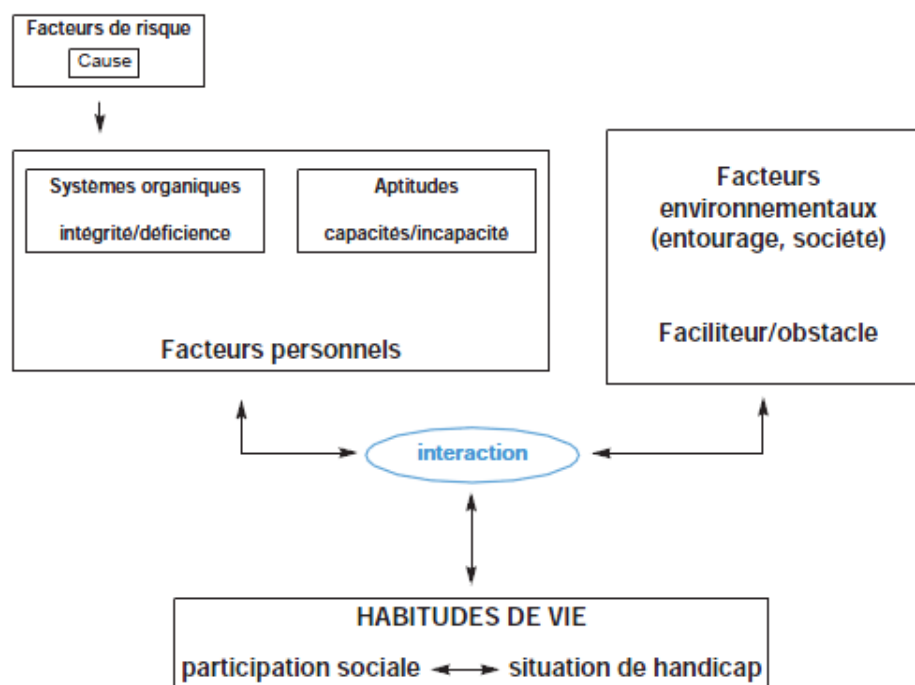 Facteurs de risque
Cause
Systèmes organiques
intégrité/déficience
Aptitudes
capacités/incapacité
Facteurs personnels
Facteurs
environnementaux
(entourage, société)
Faciliteur/obstacle
interaction
HABITUDES DE VIE
participation sociale situation de handicap